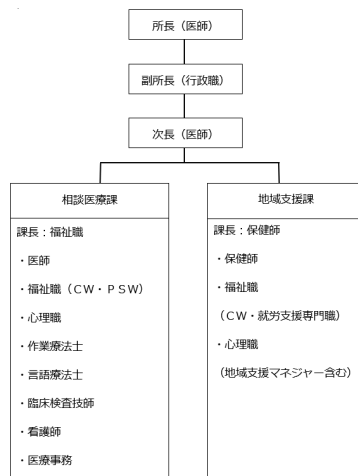 所長（医師）
副所長（行政職）
次長（医師）
相談医療課
課長：福祉職
・医師
・福祉職（ＣＷ・ＰＳＷ）
・心理職
・作業療法士
・言語療法士
・臨床検査技師
・看護師
・医療事務
地域支援課
課長：保健師
・保健師
・福祉職
（ＣＷ・就労支援専門職）
・心理職
（地域支援マネジャー含む）